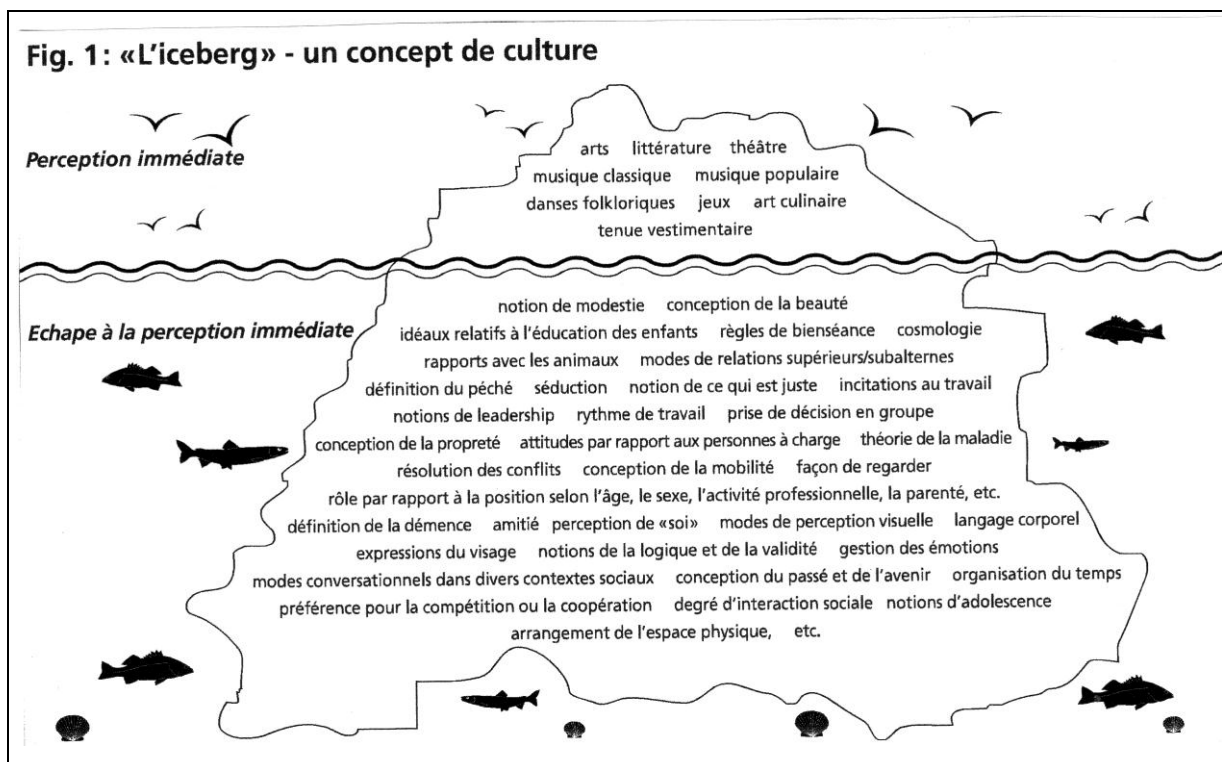 Fig. 1: «L'iceberg» - un concept de culture
Perception immédiate
arts littérature théâtre
musique classique musique populaire
danses folkloriques jeux art culinaire
tenue vestimentaire
Echape à la perception immédiate
notion de modestie conception de la beauté
idéaux relatifs à l'éducation des enfants règles de bienséance cosmologie
rapports avec les animaux modes de relations supérieurs/subalternes
définition du péché séduction notion de ce qui est juste incitations au travail
notions de leadership rythme de travail prise de décision en groupe
conception de la propreté attitudes par rapport aux personnes à charge théorie de la maladie
résolution des conflits conception de la mobilité façon de regarder
rôle par rapport à la position selon l'âge, le sexe, l'activité professionnelle, la parenté, etc.
définition de la démence amitié perception de «soi» modes de perception visuelle langage corporel
expressions du visage notions de la logique et de la validité gestion des émotions
modes conversationnels dans divers contextes sociaux conception du passé et de l'avenir organisation du temps
préférence pour la compétition ou la coopération degré d'interaction sociale notions d'adolescence
arrangement de l'espace physique, etc.